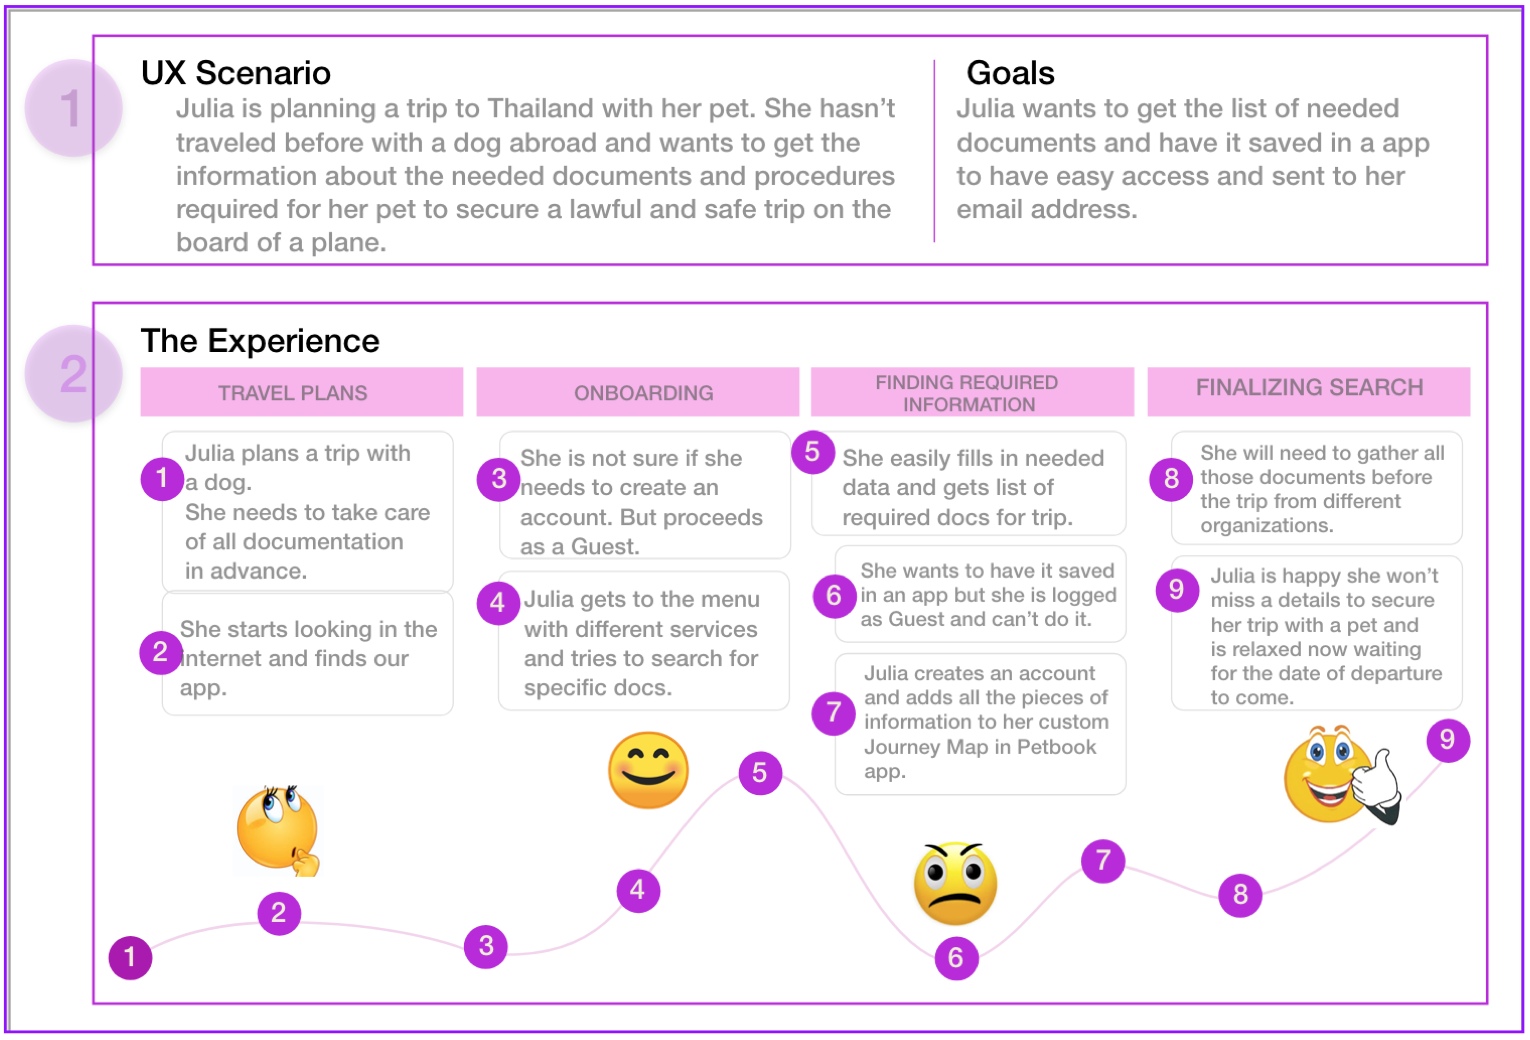 1
UX Scenario
Julia is planning a trip to Thailand with her pet. She hasn't
traveled before with a dog abroad and wants to get the
information about the needed documents and procedures
required for her pet to secure a lawful and safe trip on the
board of a plane.
Goals
Julia wants to get the list of needed
documents and have it saved in a app
to have easy access and sent to her
email address.
2
The Experience
TRAVEL PLANS
1
Julia plans a trip with
a dog.
She needs to take care
of all documentation
in advance.
2
She starts looking in the
internet and finds our
app.
ONBOARDING
3
She is not sure if she
needs to create an
account. But proceeds
as a Guest.
4
Julia gets to the menu
with different services
and tries to search for
specific docs.
FINDING REQUIRED
INFORMATION
5
She easily fills in needed
data and gets list of
required docs for trip.
6
She wants to have it saved
in an app but she is logged
as Guest and can't do it.
7
Julia creates an account
and adds all the pieces of
information to her custom
Journey Map in Petbook
app.
FINALIZING SEARCH
8
She will need to gather all
those documents before
the trip from different
organizations.
9
Julia is happy she won't
miss a details to secure
her trip with a pet and
is relaxed now waiting
for the date of departure
to come.
1
2
3
4
5
6
7
8
9